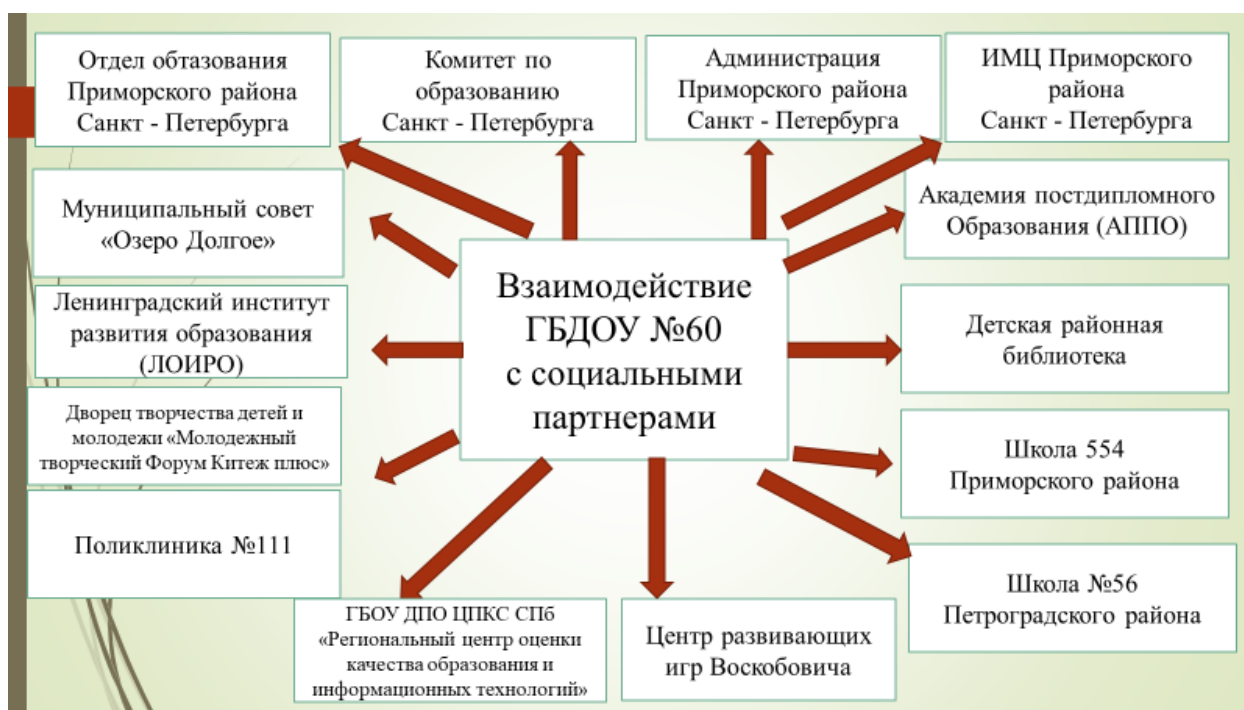 Отдел обтазования
Приморского района
Санкт - Петербурга
Комитет по
образованию
Санкт - Петербурга
Администрация
Приморского района
Санкт - Петербурга
ИМЦ Приморского
района
Санкт - Петербурга
Муниципальный совет
«Озеро Долгое»
Академия постдипломного
Образования (АППО)
Взаимодействие
ГБДОУ №60
с социальными
партнерами
Ленинградский институт
развития образования
(ЛОИРО)
Детская районная
библиотека
Дворец творчества детей и
молодежи «Молодежный
творческий Форум Китеж плюс»
Школа 554
Приморского района
Поликлиника №111
Школа №56
Петроградского района
ГБОУ ДПО ЦПКС СПб
«Региональный центр оценки
качества образования и
информационных технологий»
Центр развивающих
игр Воскобовича